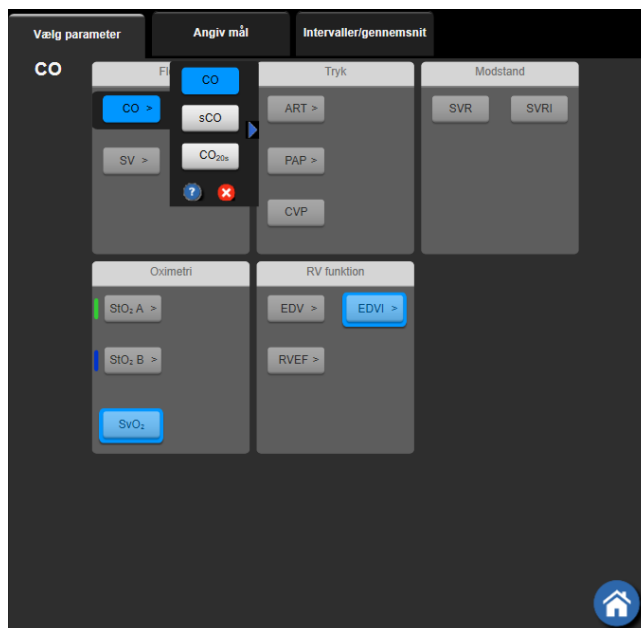 Vælg parameter
Angiv mål
Intervaller/gennemsnit
CO
Fl
CO >
SV >
CO
sCO
CO₂₀ₛ
?
Tryk
ART >
PAP >
CVP
Modstand
SVR
SVRI
Oximetri
StO₂ A >
StO₂ B >
SvO₂
RV funktion
EDV >
EDVI >
RVEF >